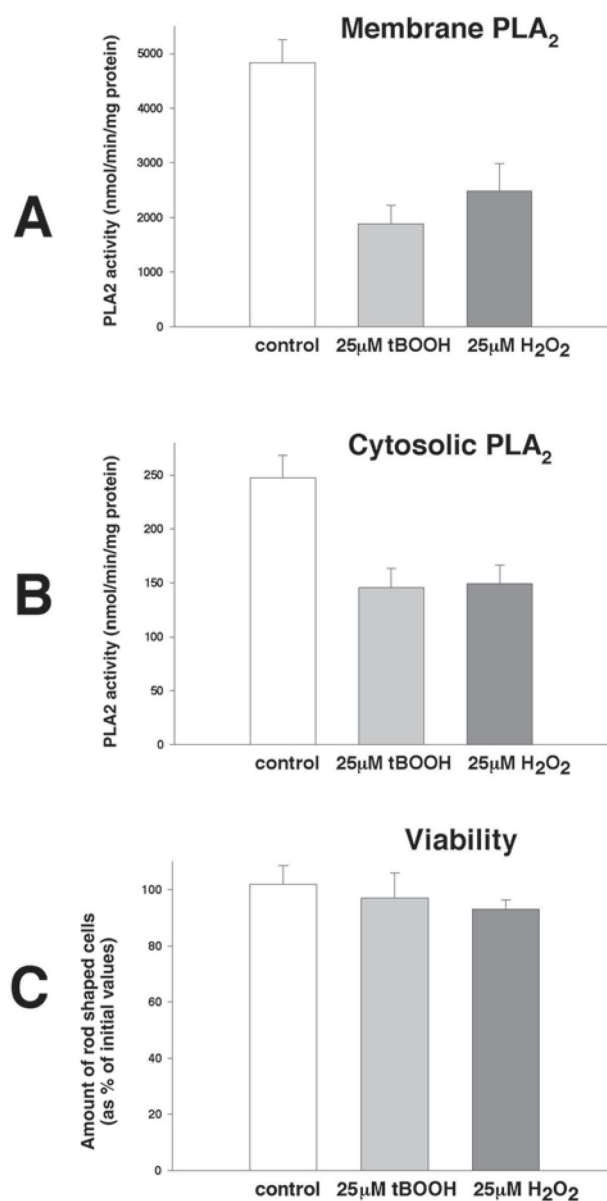 Membrane PLA₂
A
PLA2 activity (nmol/min/mg protein)
5000
4000
3000
2000
1000
0
control 25μM tBOOH 25μM H₂O₂
Cytosolic PLA₂
B
PLA2 activity (nmol/min/mg protein)
250
200
150
100
50
0
control 25μM tBOOH 25μM H₂O₂
Viability
C
Amount of rod shaped cells
(as % of initial values)
100
80
60
40
20
0
control 25μM tBOOH 25μM H₂O₂